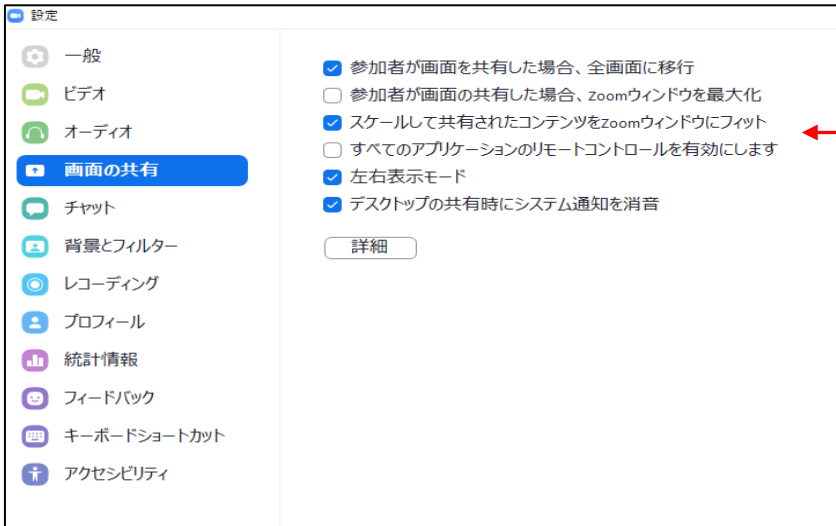 設定
一般
ビデオ
オーディオ
画面の共有
チャット
背景とフィルター
レコーディング
プロフィール
統計情報
フィードバック
キーボードショートカット
アクセシビリティ
参加者が画面を共有した場合、全画面に移行
参加者が画面の共有した場合、Zoomウィンドウを最大化
スケールして共有されたコンテンツをZoomウィンドウにフィット
すべてのアプリケーションのリモートコントロールを有効にします
左右表示モード
デスクトップの共有時にシステム通知を消音
詳細